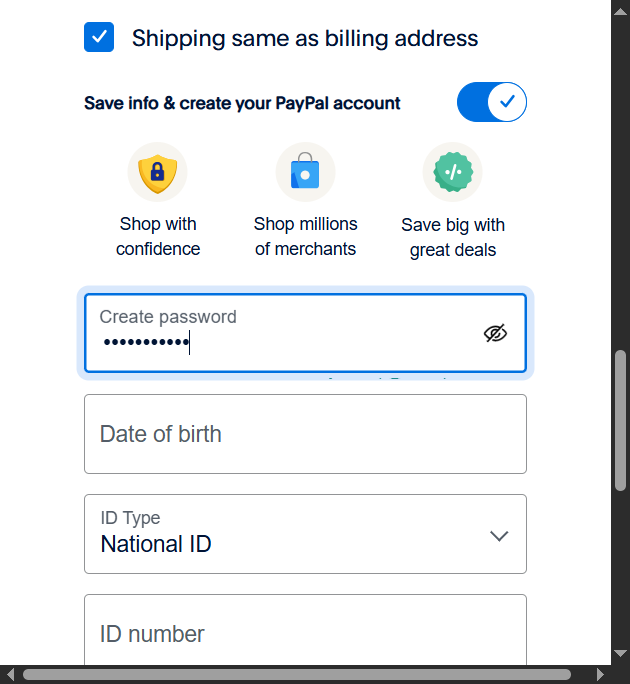 Shipping same as billing address
Save info & create your PayPal account
Shop with
confidence
Shop millions
of merchants
Save big with
great deals
Create password
•••••••••••
Date of birth
ID Type
National ID
ID number